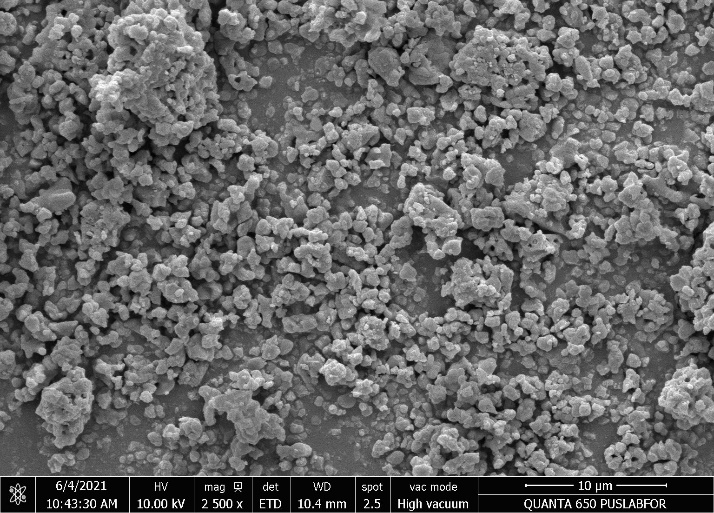 6/4/2021
10:43:30 AM
HV
10.00 kV
mag
2 500 x
det
ETD
WD
10.4 mm
spot
2.5
vac mode
High vacuum
10 µm
QUANTA 650 PUSLABFOR